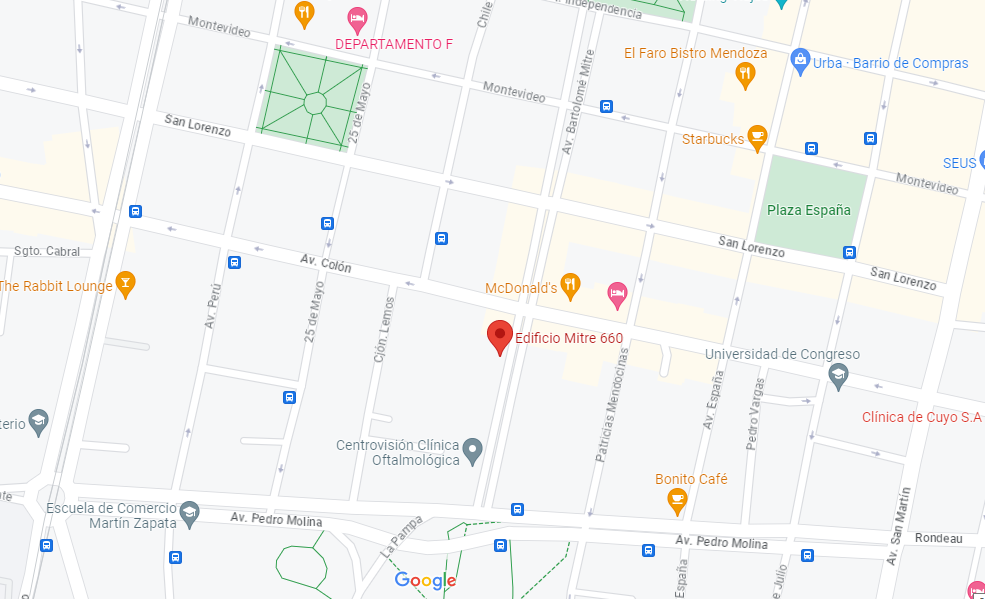 Montevideo
DEPARTAMENTO F
Chile
Independencia
El Faro Bistro Mendoza
Urba · Barrio de Compras
Av. Bartolomé Mitre
Montevideo
25 de Mayo
San Lorenzo
Starbucks
SEUS
Montevideo
Plaza España
San Lorenzo
San Lorenzo
Sgto. Cabral
Av. Colón
The Rabbit Lounge
McDonald's
Av. Perú
25 de Mayo
Cjón. Lemos
Edificio Mitre 660
Universidad de Congreso
Patricias Mendocinas
Av. España
Pedro Vargas
Clínica de Cuyo S.A
terio
Centrovisión Clínica
Oftalmológica
Bonito Café
Escuela de Comercio
Martín Zapata
Av. Pedro Molina
La Pampa
Av. Pedro Molina
Av. San Martín
Rondeau
España
de Julio
Google